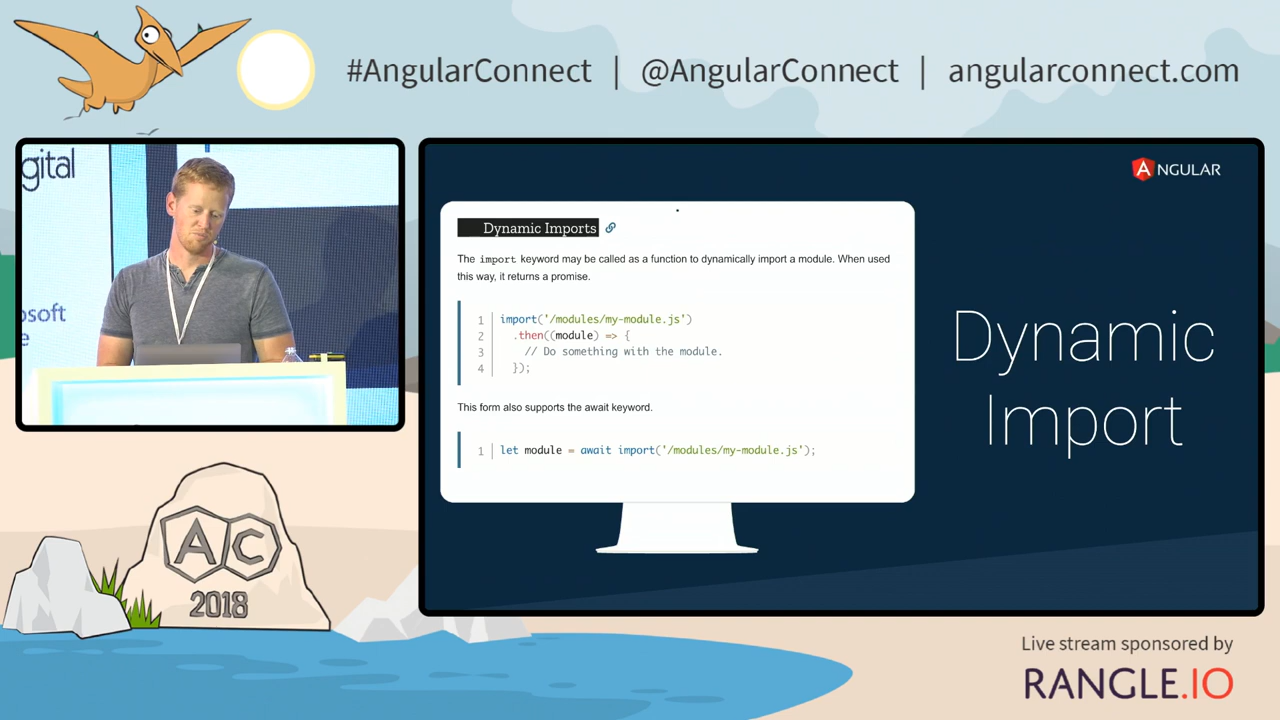 #AngularConnect | @AngularConnect | angularconnect.com
gital
osoft
e
ANGULAR
Dynamic Imports
The import keyword may be called as a function to dynamically import a module. When used
this way, it returns a promise.
1 import('/modules/my-module.js')
2 .then((module) => {
3 // Do something with the module.
4 });
This form also supports the await keyword.
1 let module = await import('/modules/my-module.js');
Dynamic
Import
AC
2018
Live stream sponsored by
RANGLE.IO